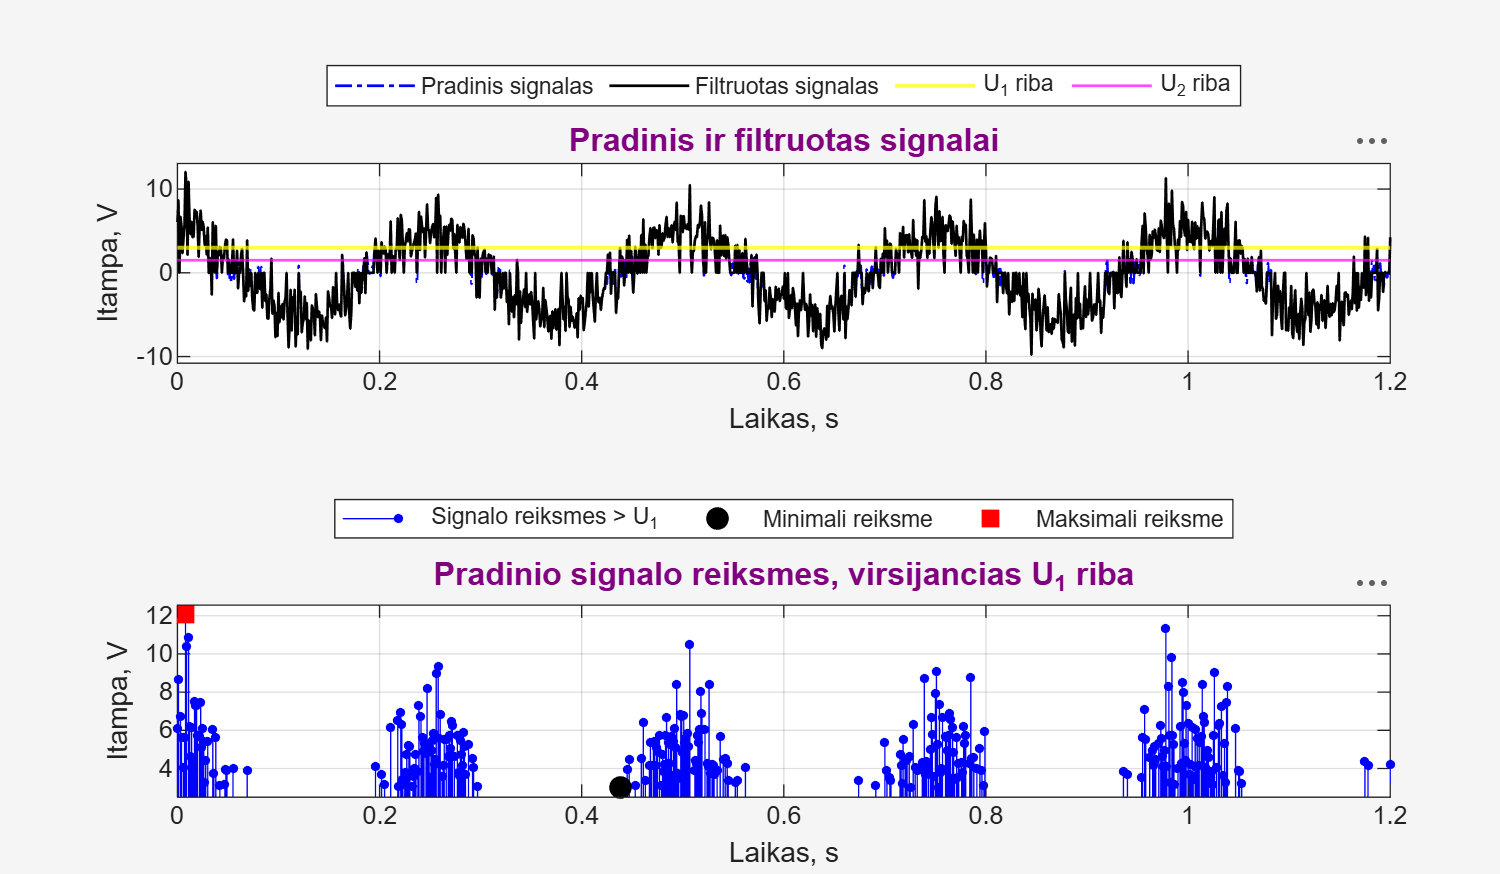 Pradinis signalas Filtruotas signalas U1 riba U2 riba
Pradinis ir filtruotas signalai
10
0
-10
Itampa, V
0 0.2 0.4 0.6 0.8 1 1.2
Laikas, s
Signalo reiksmes > U1 Minimali reiksme Maksimali reiksme
Pradinio signalo reiksmes, virsijancias U1 riba
12
10
8
6
4
Itampa, V
0 0.2 0.4 0.6 0.8 1 1.2
Laikas, s